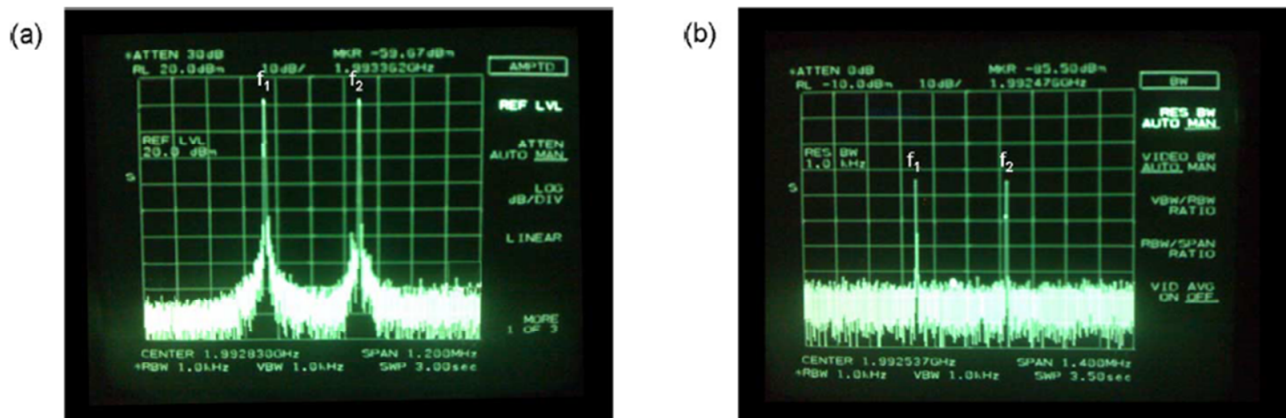 (a)
*ATTEN 30dB
MKR -59.67dBm
RL 20.0dBm
10dB/
1.993362GHz
AMPTD
f1
f2
REF LVL
REF LVL
20.0 dBm
ATTEN
AUTO MAN
S
LOG
dB/DIV
LINEAR
MORE
1 OF 3
CENTER 1.992830GHz
SPAN 1.200MHz
*RBW 1.0kHz
VBW 1.0kHz
SWP 3.00sec
(b)
*ATTEN 0dB
MKR -85.50dBm
RL -10.0dBm
10dB/
1.992476GHz
BW
RES BW
AUTO MAN
RES BW
1.0 kHz
f1
f2
VIDEO BW
AUTO MAN
S
VBW/RBW
RATIO
RBW/SPAN
RATIO
VID AVG
ON OFF
CENTER 1.992537GHz
SPAN 1.400MHz
*RBW 1.0kHz
VBW 1.0kHz
SWP 3.50sec